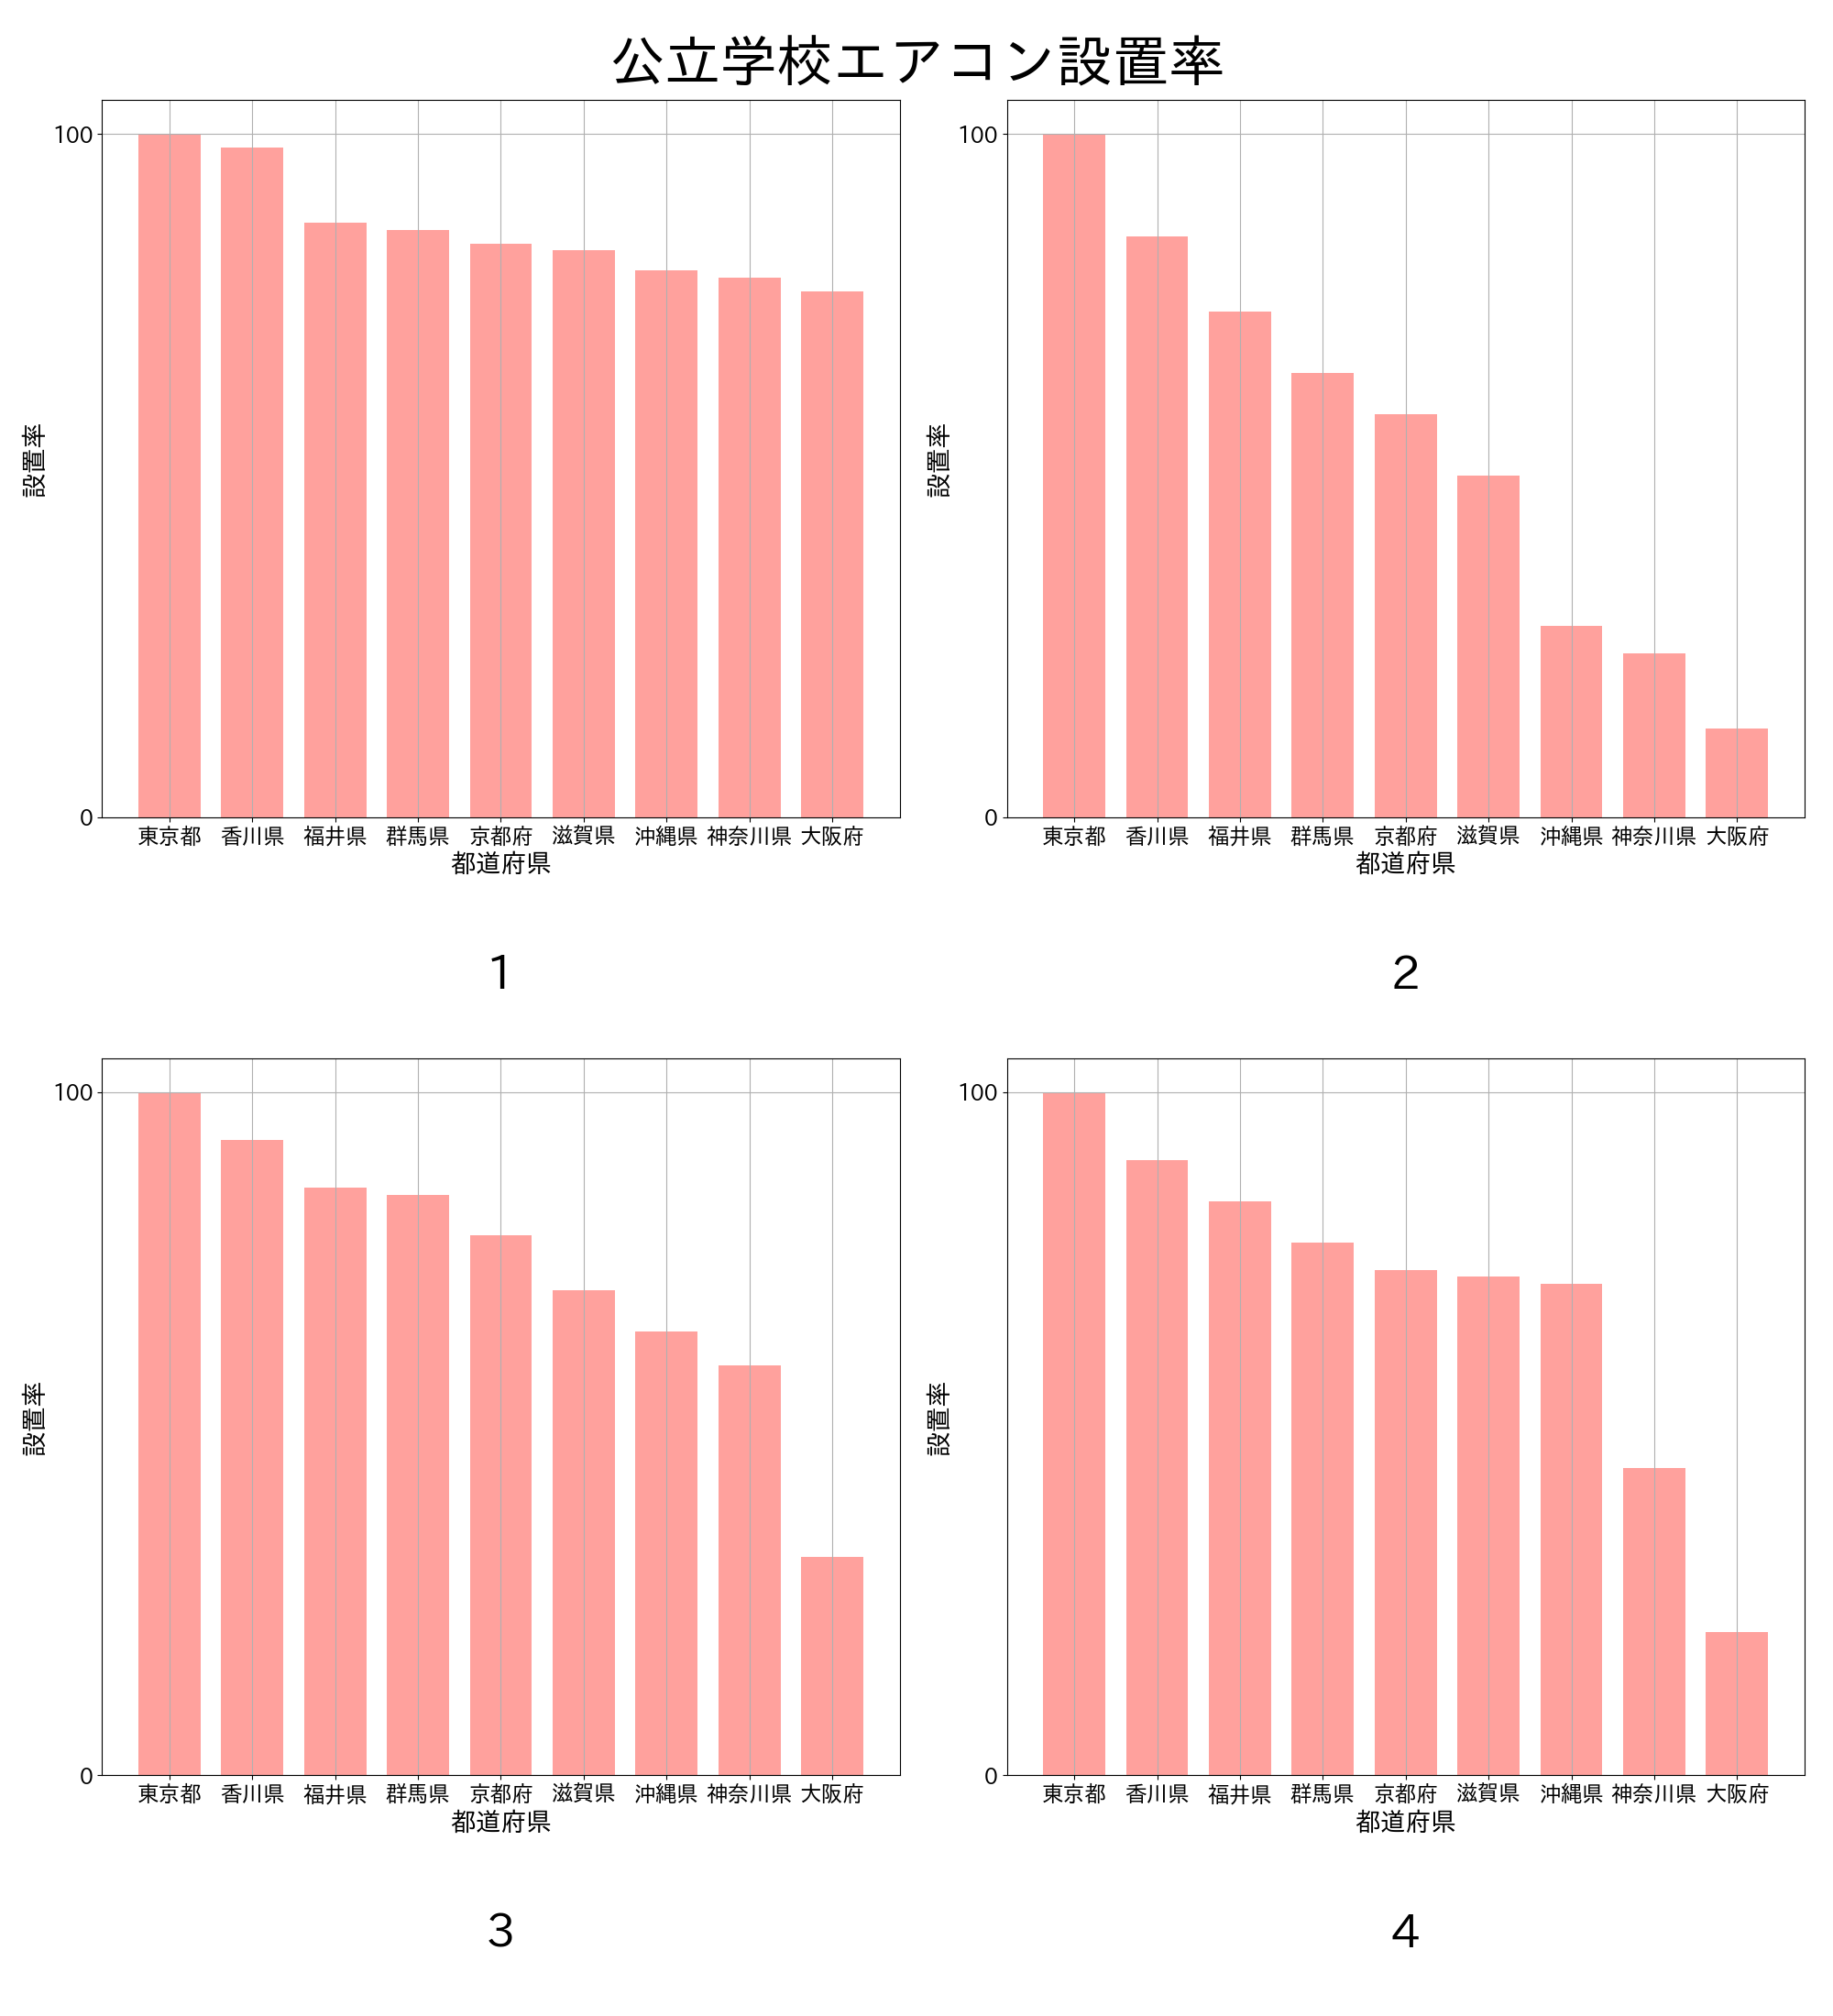 公立学校エアコン設置率
100
0
設置率
東京都 香川県 福井県 群馬県 京都府 滋賀県 沖縄県 神奈川県 大阪府
都道府県
1
100
0
設置率
東京都 香川県 福井県 群馬県 京都府 滋賀県 沖縄県 神奈川県 大阪府
都道府県
2
100
0
設置率
東京都 香川県 福井県 群馬県 京都府 滋賀県 沖縄県 神奈川県 大阪府
都道府県
3
100
0
設置率
東京都 香川県 福井県 群馬県 京都府 滋賀県 沖縄県 神奈川県 大阪府
都道府県
4